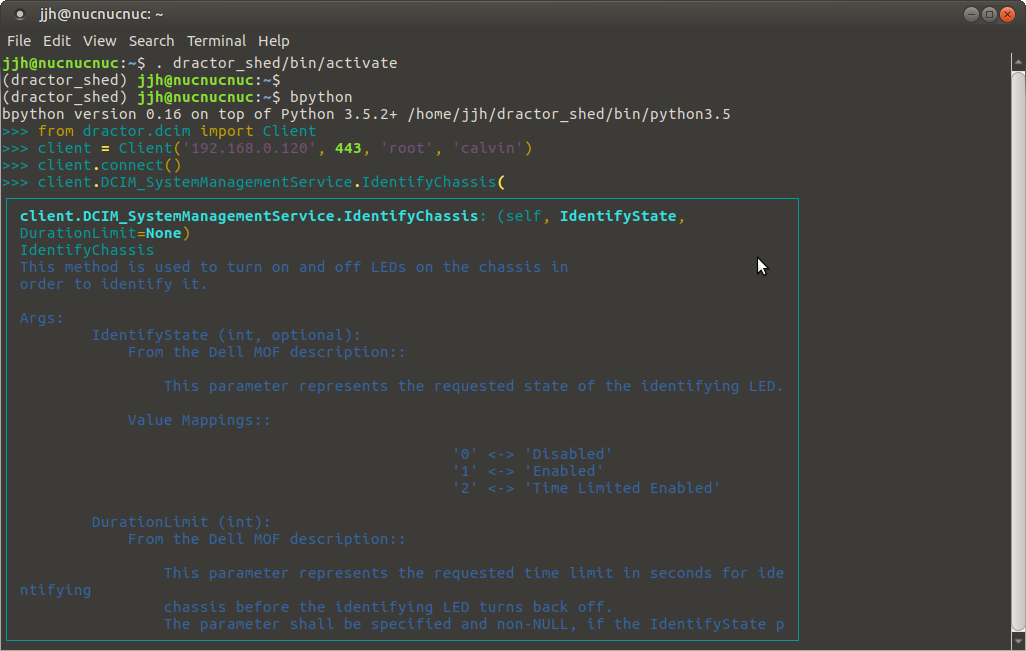 jjh@nucnucnuc: ~
File Edit View Search Terminal Help
jjh@nucnucnuc:~$ . dractor_shed/bin/activate
(dractor_shed) jjh@nucnucnuc:~$
(dractor_shed) jjh@nucnucnuc:~$ bpython
bpython version 0.16 on top of Python 3.5.2+ /home/jjh/dractor_shed/bin/python3.5
>>> from dractor.dcim import Client
>>> client = Client('192.168.0.120', 443, 'root', 'calvin')
>>> client.connect()
>>> client.DCIM_SystemManagementService.IdentifyChassis(
client.DCIM_SystemManagementService.IdentifyChassis: (self, IdentifyState,
DurationLimit=None)
IdentifyChassis
This method is used to turn on and off LEDs on the chassis in
order to identify it.
Args:
IdentifyState (int, optional):
From the Dell MOF description::
This parameter represents the requested state of the identifying LED.
Value Mappings::
'0' <-> 'Disabled'
'1' <-> 'Enabled'
'2' <-> 'Time Limited Enabled'
DurationLimit (int):
From the Dell MOF description::
This parameter represents the requested time limit in seconds for ide
ntifying
chassis before the identifying LED turns back off.
The parameter shall be specified and non-NULL, if the IdentifyState p